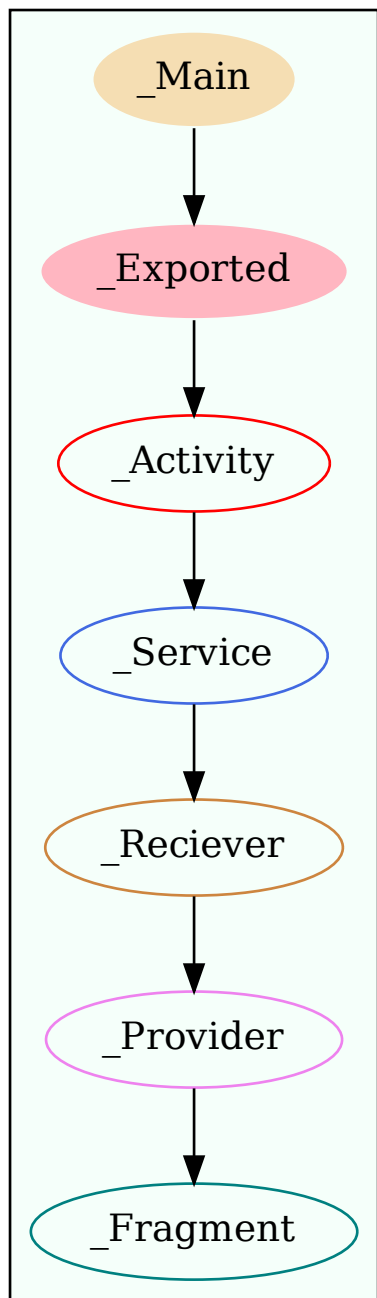 _Main
_Exported
_Activity
_Service
_Reciever
_Provider
_Fragment